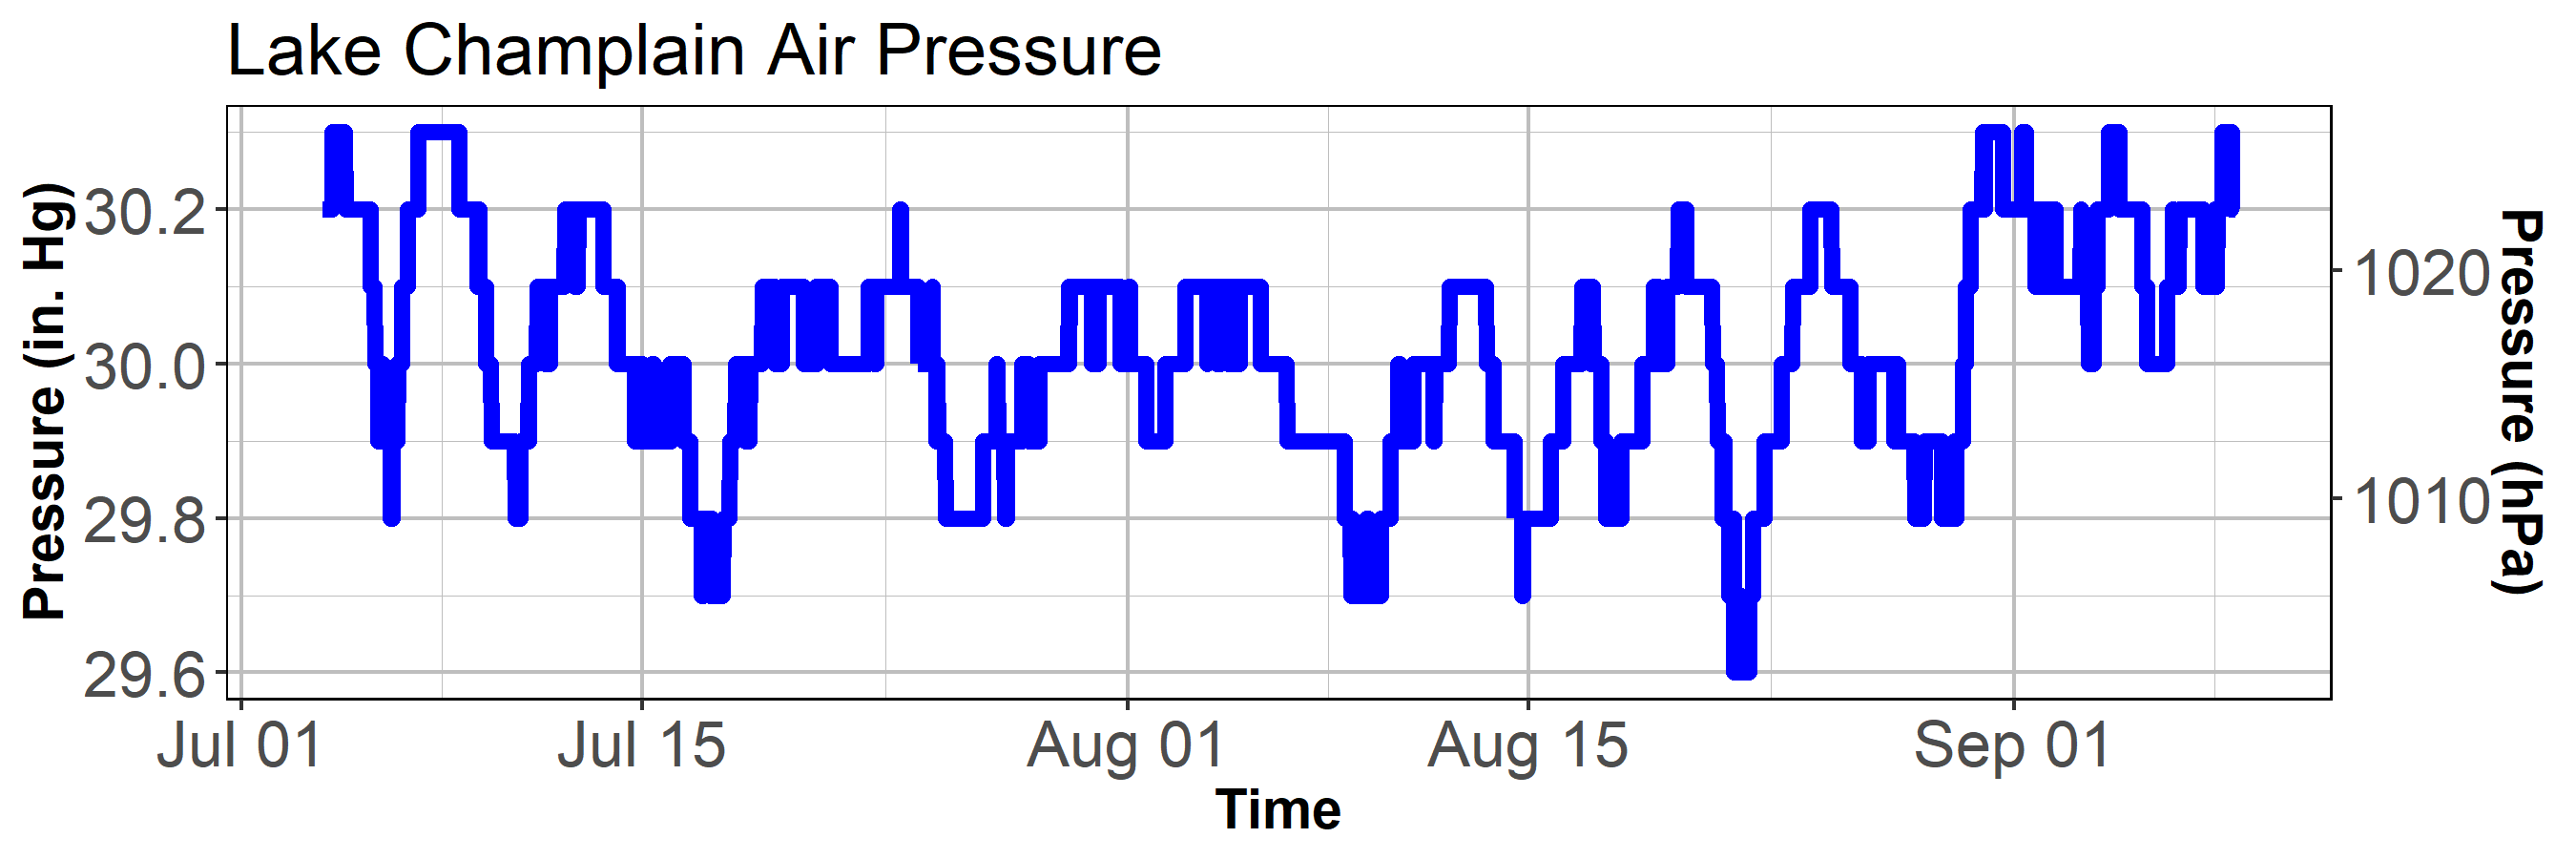 Lake Champlain Air Pressure
Pressure (in. Hg)
30.2
30.0
29.8
29.6
1020
1010
Pressure (hPa)
Jul 01 Jul 15 Aug 01 Aug 15 Sep 01
Time